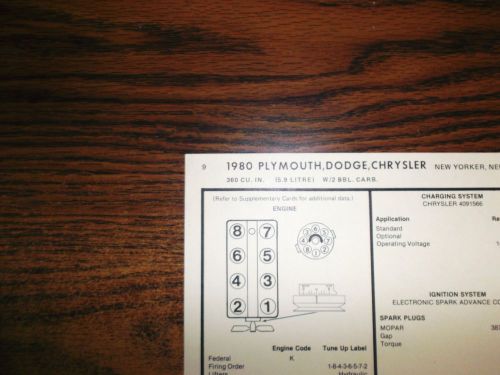 9 1980 PLYMOUTH, DODGE, CHRYSLER NEW YORKER,
360 CU. IN. (5.9 LITRE) W/2 BBL. CARB.
(Refer to Supplementary Cards for additional data.)
ENGINE
8 7
6 5
4 3
2 1
CHARGING SYSTEM
CHRYSLER 4091566
Application
Standard
Optional
Operating Voltage
IGNITION SYSTEM
ELECTRONIC SPARK ADVANCE
SPARK PLUGS
MOPAR
Gap
Torque
Engine Code Tune Up Label
Federal K
Firing Order 1-8-4-3-6-5-7-2
Lifters Hydraulic